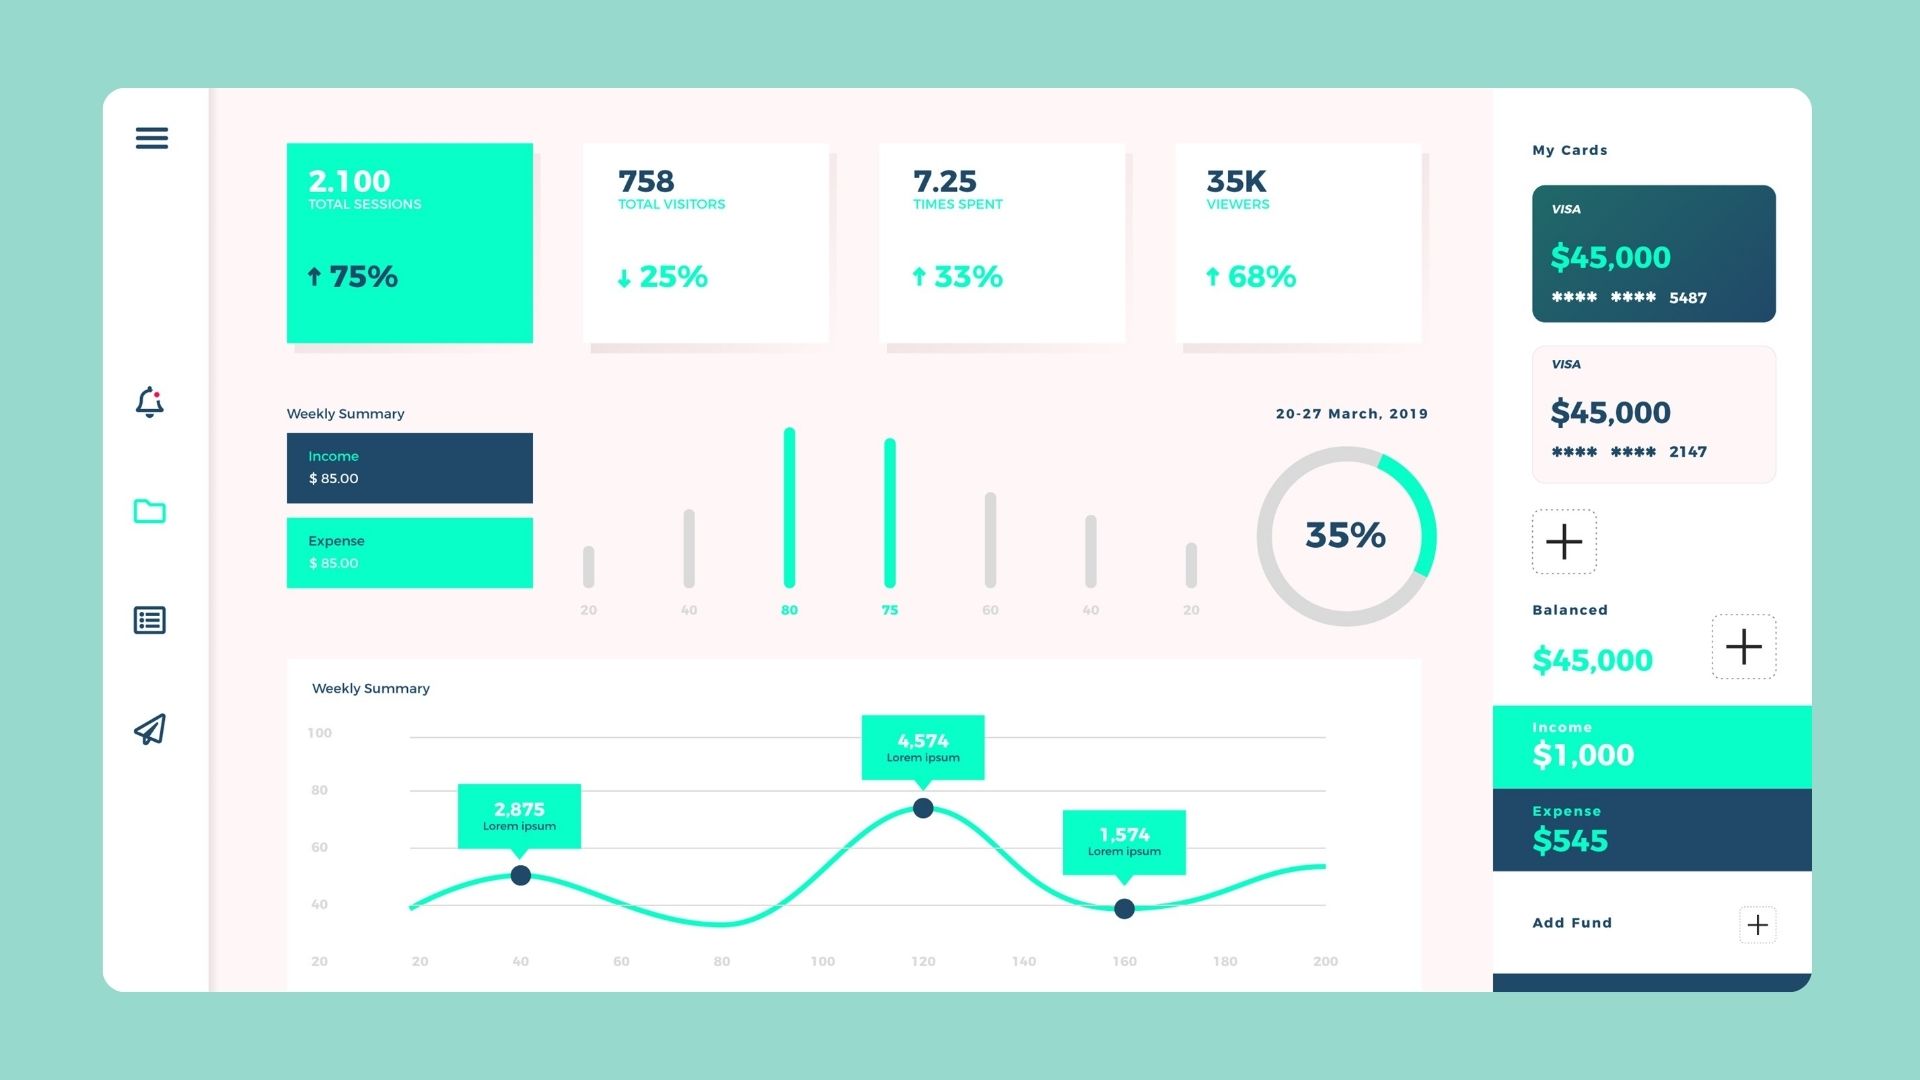 2.100
TOTAL SESSIONS
↑ 75%
758
TOTAL VISITORS
↓ 25%
7.25
TIMES SPENT
↑ 33%
35K
VIEWERS
↑ 68%
Weekly Summary
Income
$ 85.00
Expense
$ 85.00
20 40 80 75 60 40 20
20-27 March, 2019
35%
Weekly Summary
100
80
60
40
20 20 40 60 80 100 120 140 160 180 200
2,875
Lorem ipsum
4,574
Lorem ipsum
1,574
Lorem ipsum
My Cards
VISA
$45,000
**** **** 5487
VISA
$45,000
**** **** 2147
Balanced
$45,000
Income
$1,000
Expense
$545
Add Fund